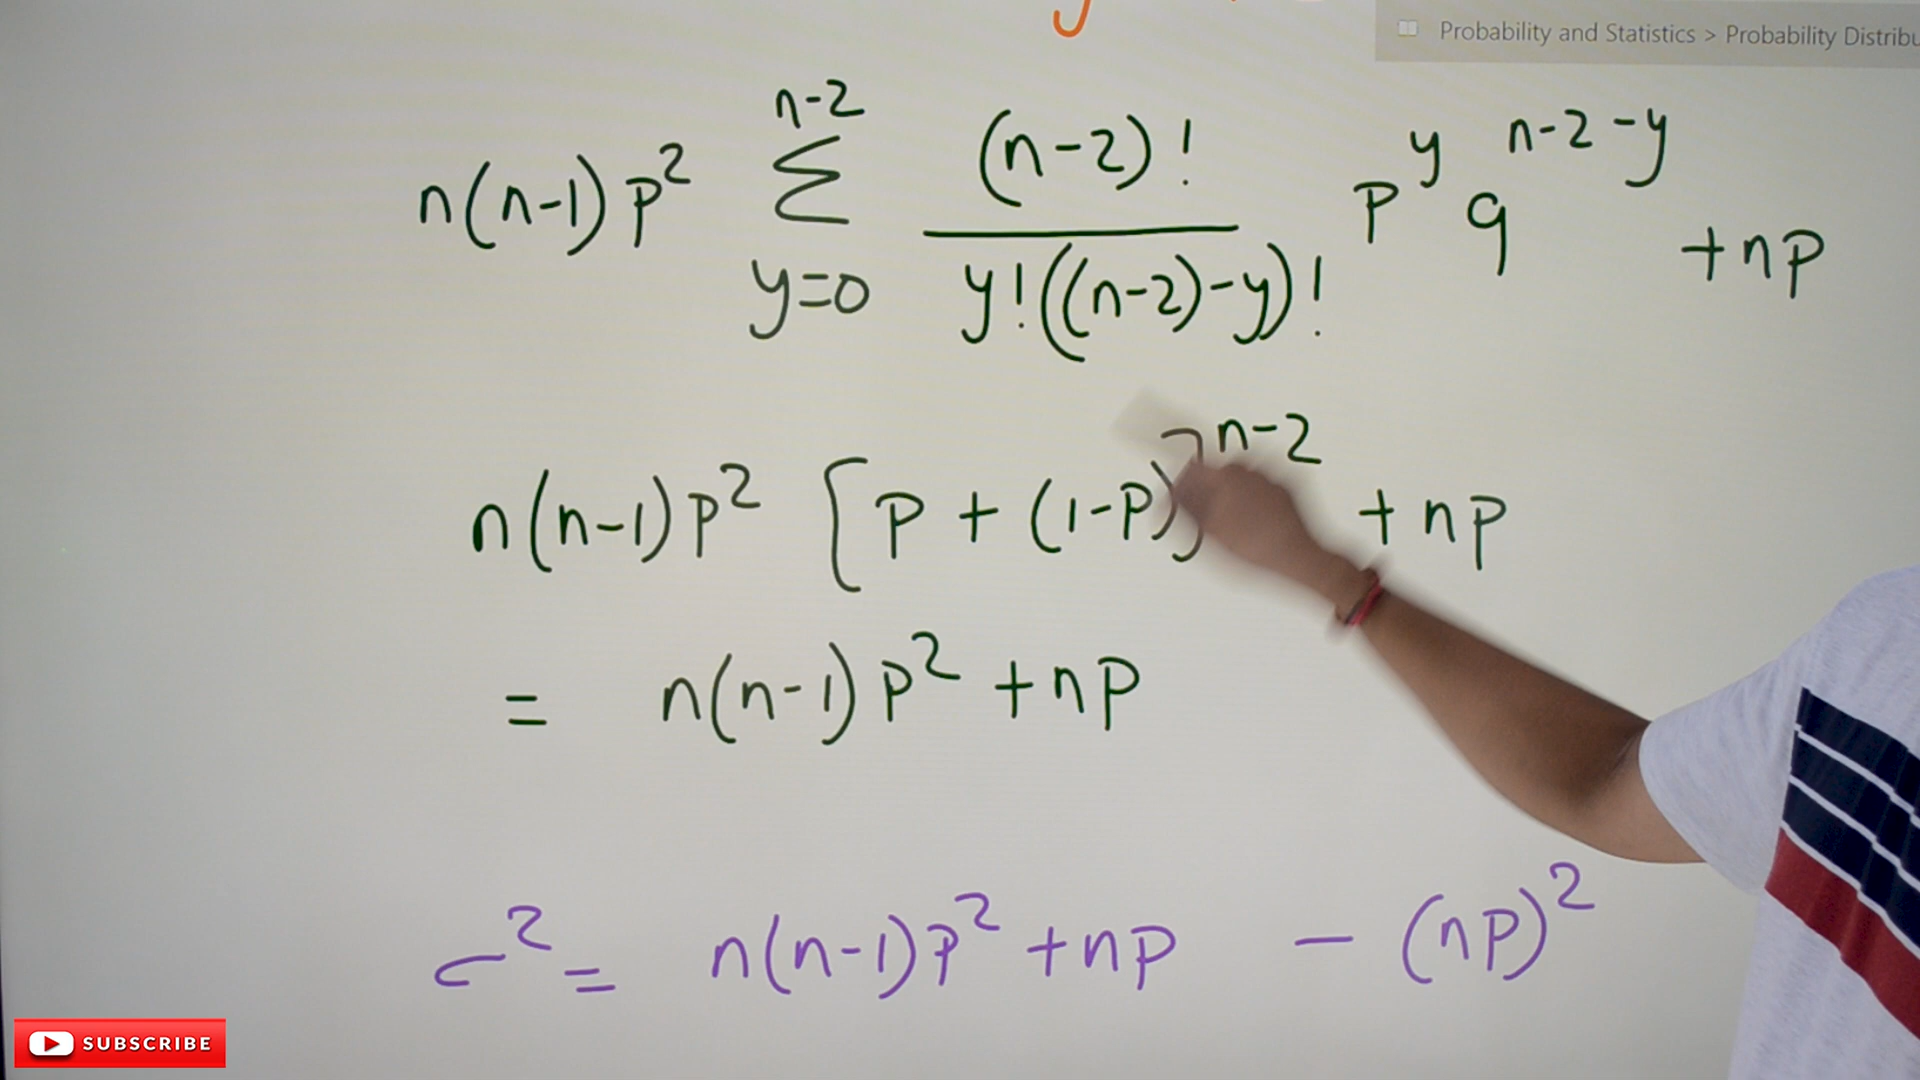 Probability and Statistics > Probability Distribu
n(n-1)p² Σ_{y=0}^{n-2} (n-2)! / y!((n-2)-y)! p^y q^{n-2-y} +np
n(n-1)p² [p + (1-p)]^{n-2} + np
= n(n-1)p² +np
σ² = n(n-1)p² +np - (np)²
SUBSCRIBE